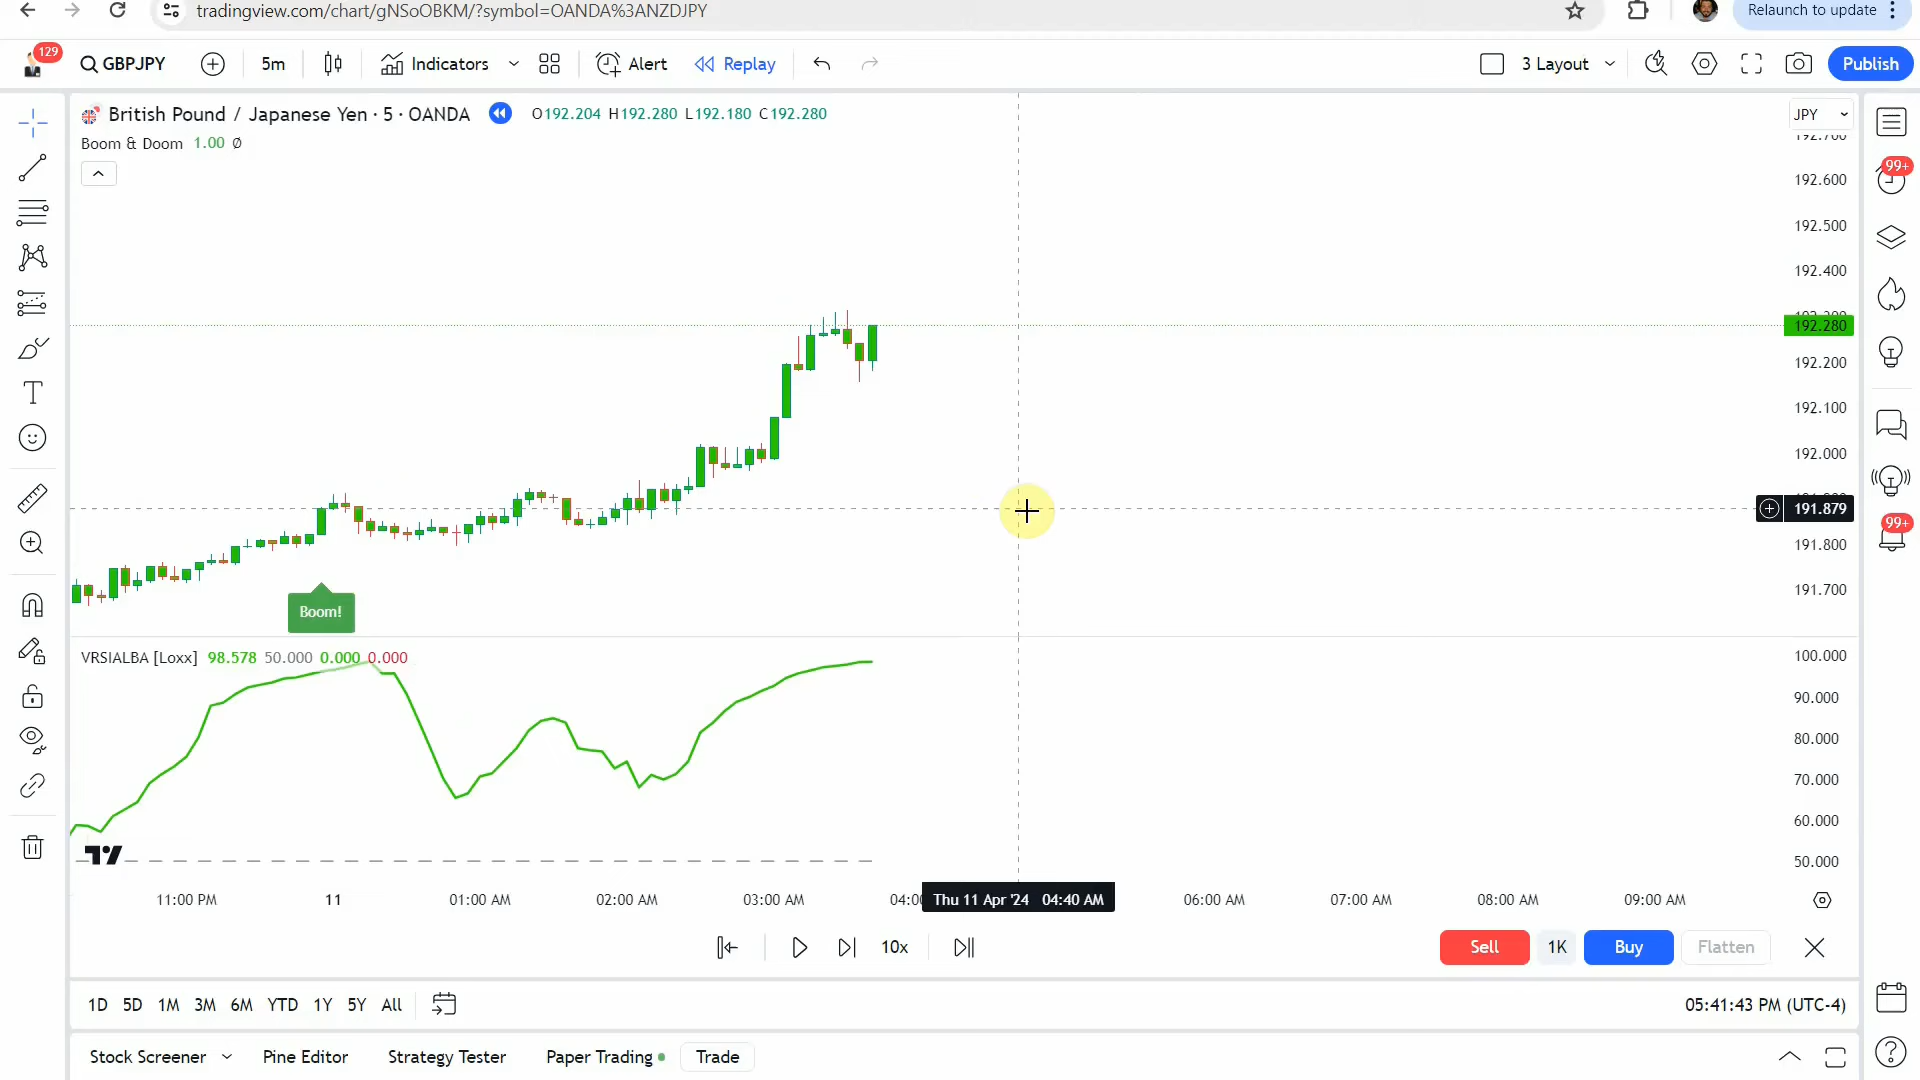 tradingview.com/chart/gNSoOBKM/?symbol=OANDA%3ANZDJPY
Relaunch to update
129
GBPJPY
5m
Indicators
Alert
Replay
3 Layout
Publish
British Pound / Japanese Yen · 5 · OANDA
O192.204 H192.280 L192.180 C192.280
JPY
Boom & Doom 1.00 Ø
192.700
192.600
99+
192.500
192.400
192.280
192.200
192.100
192.000
191.879
191.800
99+
191.700
Boom!
VRSIALBA [Loxx] 98.578 50.000 0.000 0.000
100.000
90.000
80.000
70.000
60.000
50.000
11:00 PM
11
01:00 AM
02:00 AM
03:00 AM
04:00
Thu 11 Apr '24 04:40 AM
06:00 AM
07:00 AM
08:00 AM
09:00 AM
10x
Sell
1K
Buy
Flatten
1D 5D 1M 3M 6M YTD 1Y 5Y All
05:41:43 PM (UTC-4)
Stock Screener
Pine Editor
Strategy Tester
Paper Trading
Trade